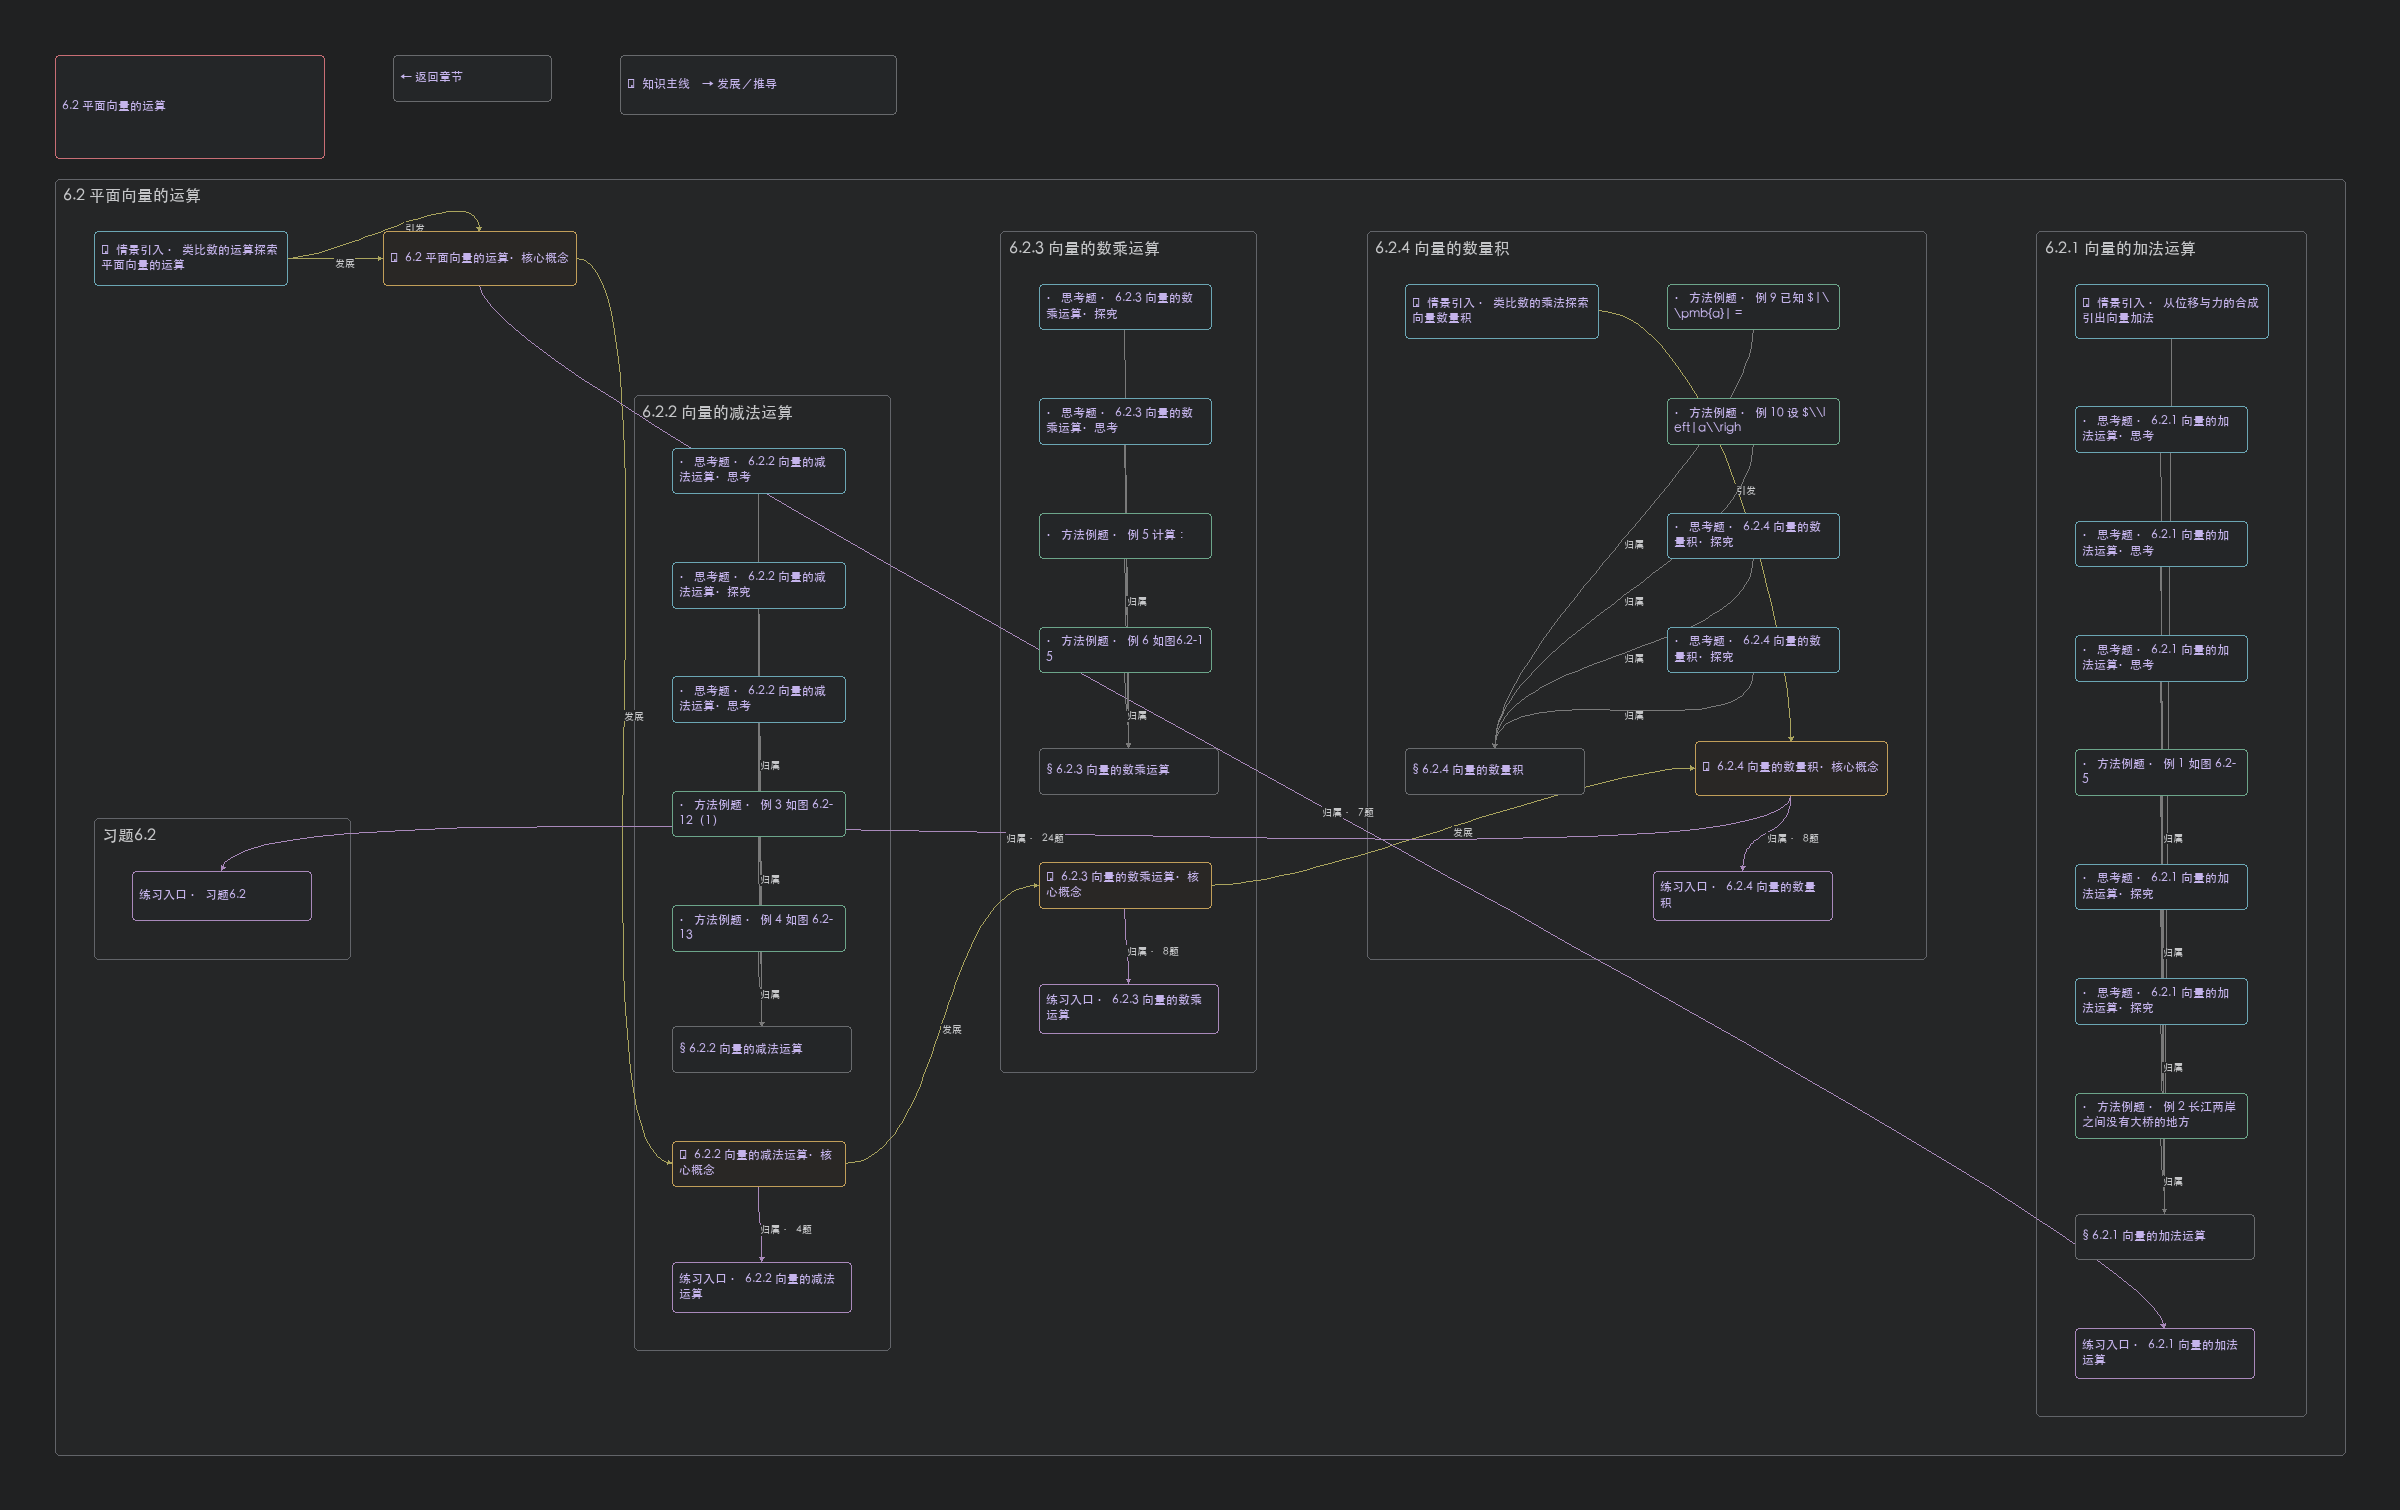 6.2 平面向量的运算
← 返回章节
知识主线 → 发展／推导
6.2 平面向量的运算
情景引入· 类比数的运算探索
平面向量的运算
引发
发展
6.2 平面向量的运算·核心概念
发展
6.2.2 向量的减法运算
· 思考题· 6.2.2 向量的减
法运算·思考
· 思考题· 6.2.2 向量的减
法运算·探究
· 思考题· 6.2.2 向量的减
法运算·思考
归属
· 方法例题· 例 3 如图 6.2-
12（1）
归属
· 方法例题· 例 4 如图 6.2-
13
归属
§ 6.2.2 向量的减法运算
6.2.2 向量的减法运算·核
心概念
归属 · 4题
练习入口· 6.2.2 向量的减法
运算
习题6.2
练习入口· 习题6.2
发展
6.2.3 向量的数乘运算
· 思考题· 6.2.3 向量的数
乘运算·探究
· 思考题· 6.2.3 向量的数
乘运算·思考
· 方法例题· 例 5 计算：
归属
· 方法例题· 例 6 如图6.2-1
5
归属
§ 6.2.3 向量的数乘运算
归属 · 24题
6.2.3 向量的数乘运算·核
心概念
归属 · 8题
练习入口· 6.2.3 向量的数乘
运算
归属 · 7题
发展
6.2.4 向量的数量积
情景引入· 类比数的乘法探索
向量数量积
· 方法例题· 例 9 已知 $|\
\pmb{a}| =
· 方法例题· 例 10 设 $\\l
eft|a\\righ
引发
· 思考题· 6.2.4 向量的数
量积·探究
归属
归属
· 思考题· 6.2.4 向量的数
量积·探究
归属
归属
§ 6.2.4 向量的数量积
6.2.4 向量的数量积·核心概念
归属 · 8题
练习入口· 6.2.4 向量的数量
积
6.2.1 向量的加法运算
情景引入· 从位移与力的合成
引出向量加法
· 思考题· 6.2.1 向量的加
法运算·思考
· 思考题· 6.2.1 向量的加
法运算·思考
· 思考题· 6.2.1 向量的加
法运算·思考
· 方法例题· 例 1 如图 6.2-
5
归属
· 思考题· 6.2.1 向量的加
法运算·探究
归属
· 思考题· 6.2.1 向量的加
法运算·探究
归属
· 方法例题· 例 2 长江两岸
之间没有大桥的地方
归属
§ 6.2.1 向量的加法运算
练习入口· 6.2.1 向量的加法
运算